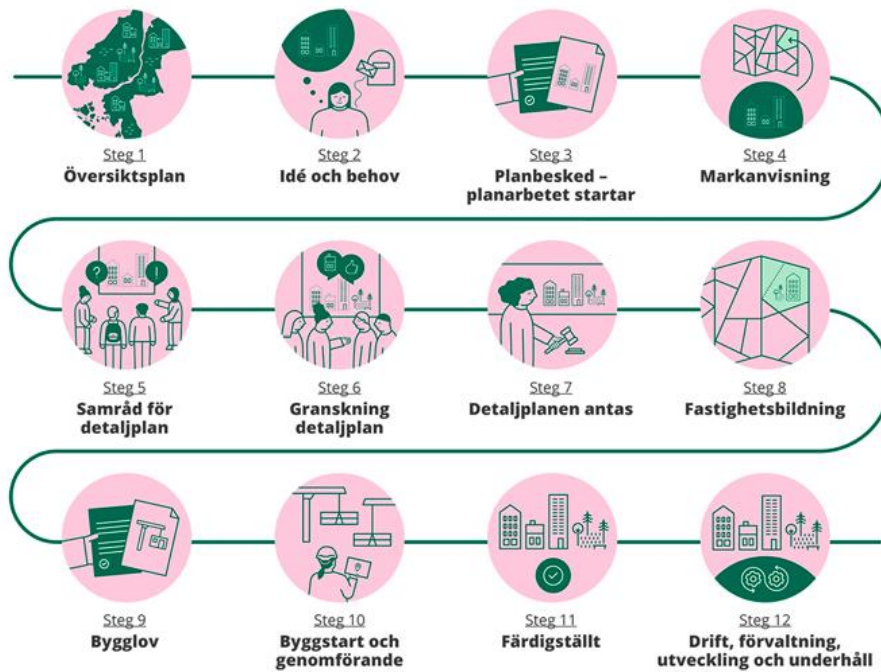 Steg 1
Översiktsplan
Steg 2
Idé och behov
Steg 3
Planbesked –
planarbetet startar
Steg 4
Markanvisning
?
!
Steg 5
Samråd för
detaljplan
Steg 6
Granskning
detaljplan
Steg 7
Detaljplanen antas
Steg 8
Fastighetsbildning
Steg 9
Bygglov
Steg 10
Byggstart och
genomförande
Steg 11
Färdigställt
Steg 12
Drift, förvaltning,
utveckling och underhåll